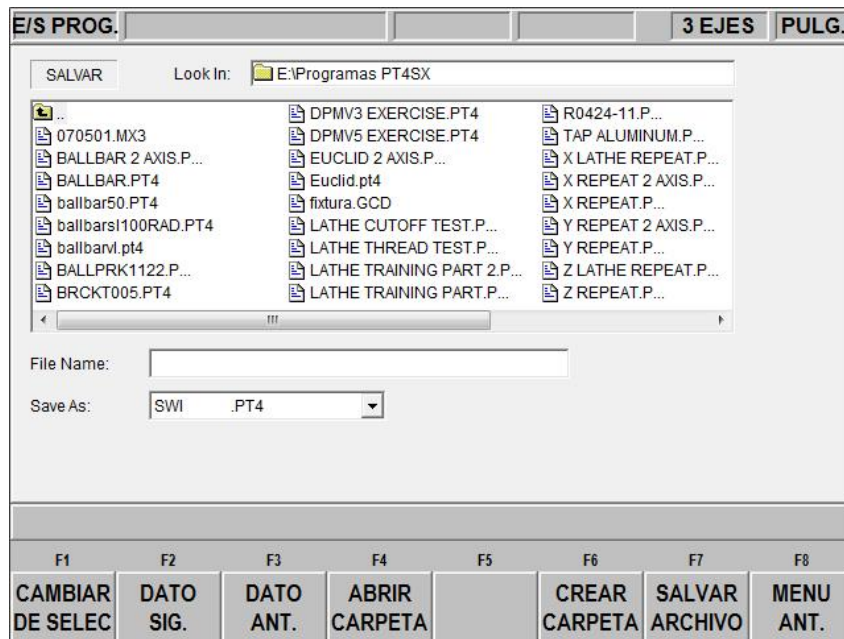 E/S PROG. 3 EJES PULG.
SALVAR Look In: E:\Programas PT4SX
..
070501.MX3
BALLBAR 2 AXIS.P...
BALLBAR.PT4
ballbar50.PT4
ballbarsl100RAD.PT4
ballbarvl.pt4
BALLPRK1122.P...
BRCKT005.PT4
DPMV3 EXERCISE.PT4
DPMV5 EXERCISE.PT4
EUCLID 2 AXIS.P...
Euclid.pt4
fixtura.GCD
LATHE CUTOFF TEST.P...
LATHE THREAD TEST.P...
LATHE TRAINING PART 2.P...
LATHE TRAINING PART.P...
R0424-11.P...
TAP ALUMINUM.P...
X LATHE REPEAT.P...
X REPEAT 2 AXIS.P...
X REPEAT.P...
Y REPEAT 2 AXIS.P...
Y REPEAT.P...
Z LATHE REPEAT.P...
Z REPEAT.P...
File Name:
Save As: SWI .PT4
F1 F2 F3 F4 F5 F6 F7 F8
CAMBIAR DATO DATO ABRIR CREAR SALVAR MENU
DE SELEC SIG. ANT. CARPETA CARPETA ARCHIVO ANT.